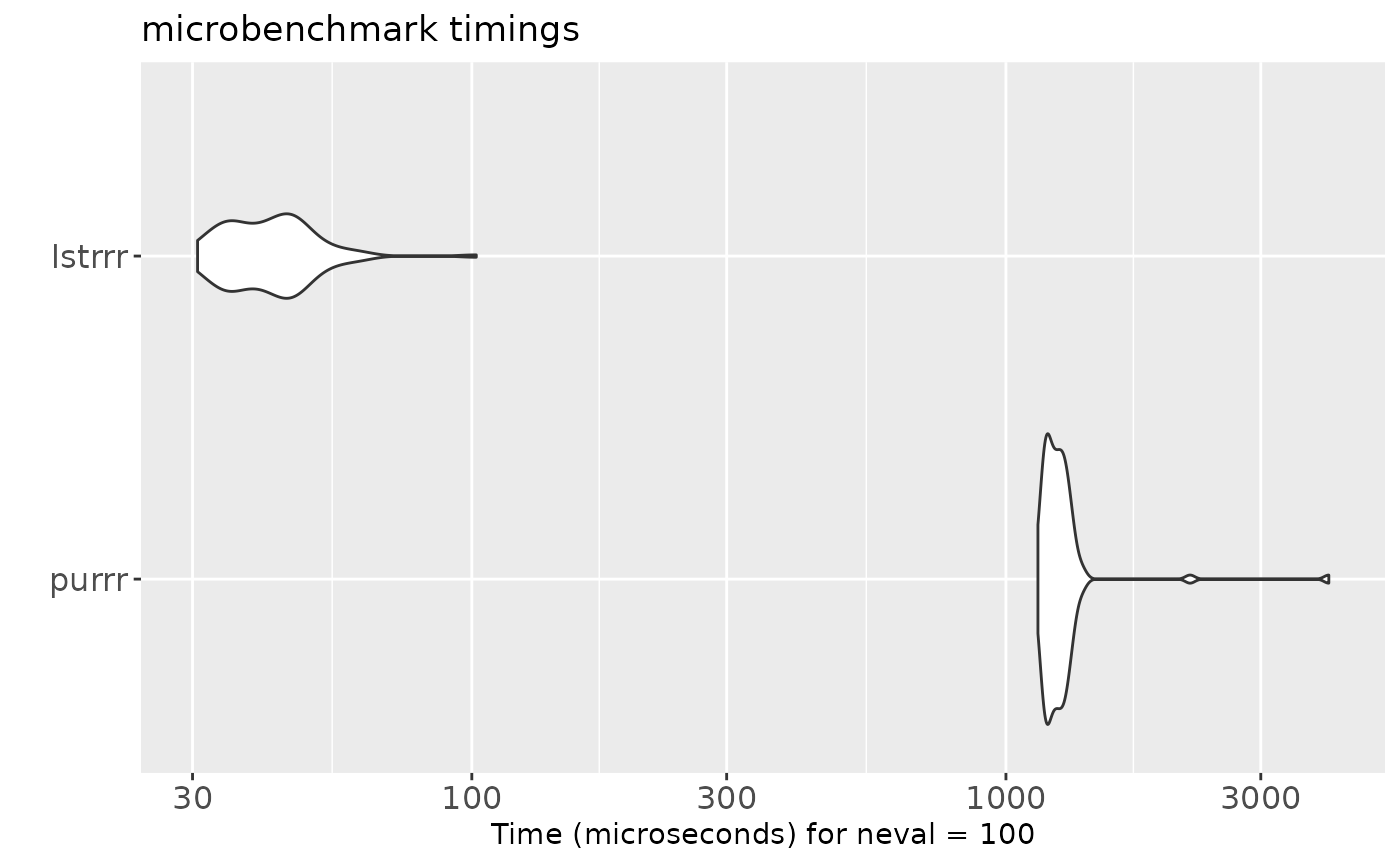 microbenchmark timings
lstrrr
purrr
30 100 300 1000 3000
Time (microseconds) for neval = 100